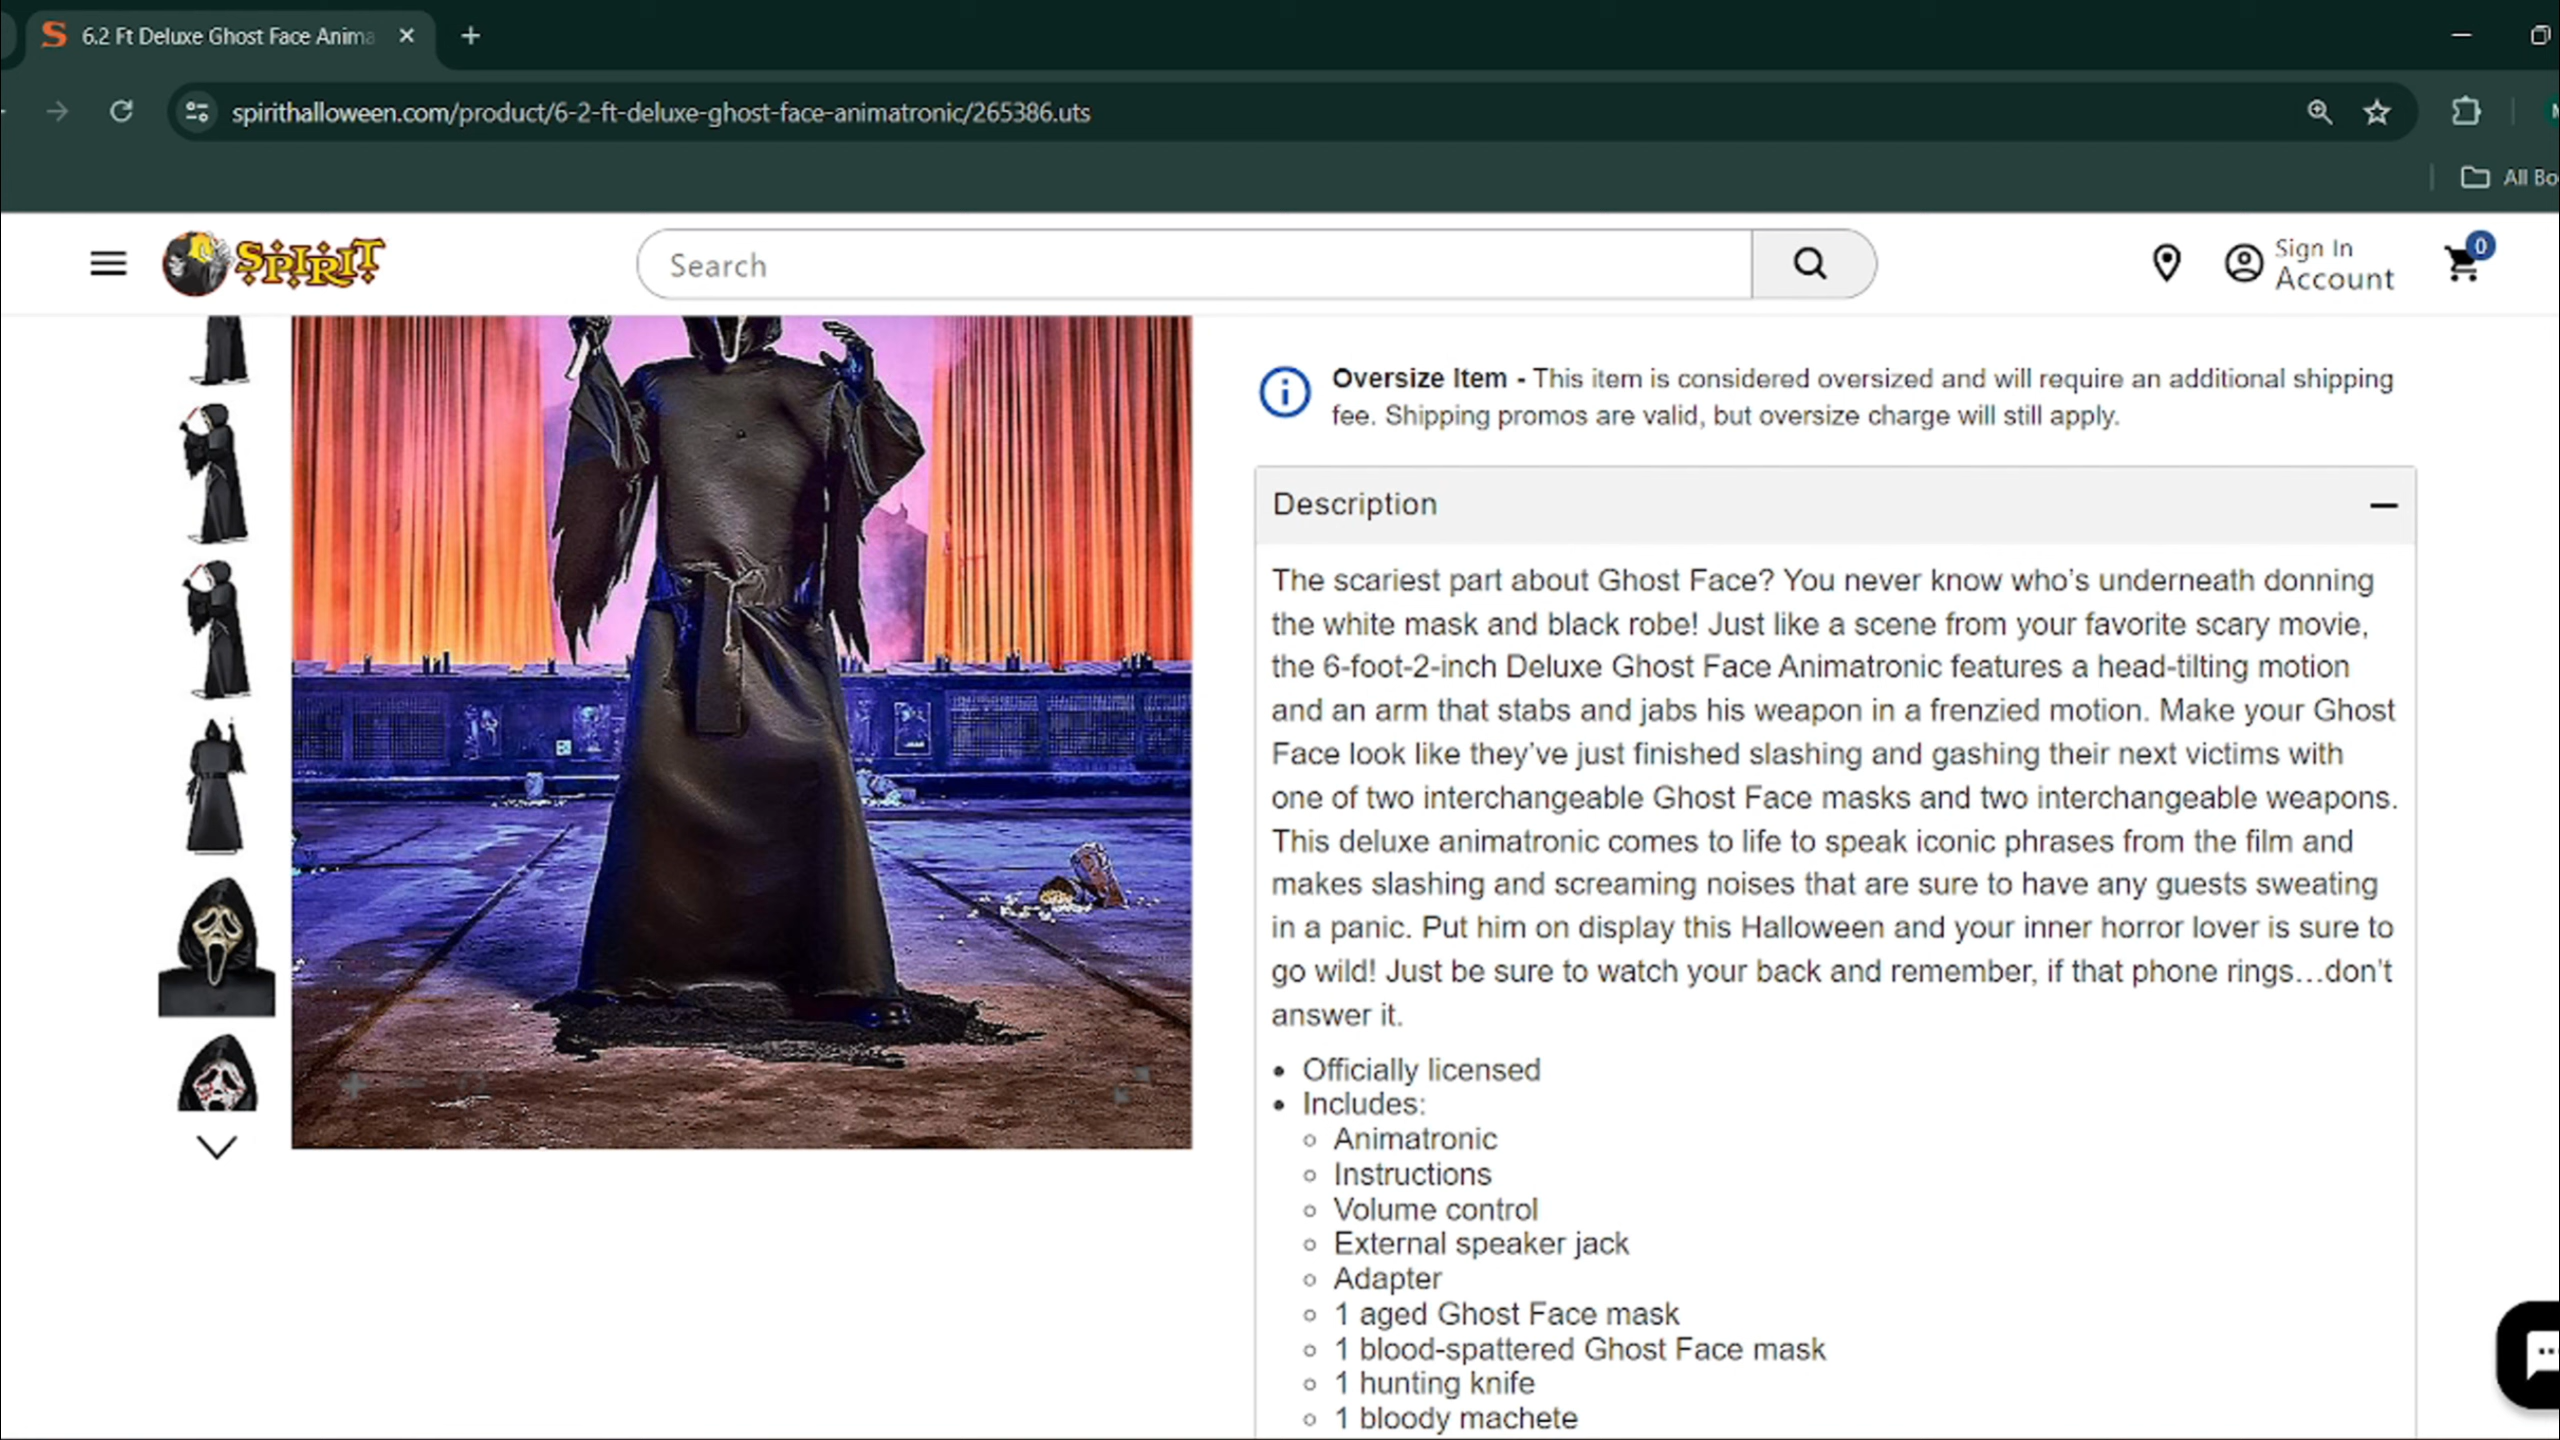 6.2 Ft Deluxe Ghost Face Anima
spirithalloween.com/product/6-2-ft-deluxe-ghost-face-animatronic/265386.uts
All Bo
SPIRIT
Search
Sign In
Account
0
Oversize Item - This item is considered oversized and will require an additional shipping
fee. Shipping promos are valid, but oversize charge will still apply.
Description
The scariest part about Ghost Face? You never know who’s underneath donning
the white mask and black robe! Just like a scene from your favorite scary movie,
the 6-foot-2-inch Deluxe Ghost Face Animatronic features a head-tilting motion
and an arm that stabs and jabs his weapon in a frenzied motion. Make your Ghost
Face look like they’ve just finished slashing and gashing their next victims with
one of two interchangeable Ghost Face masks and two interchangeable weapons.
This deluxe animatronic comes to life to speak iconic phrases from the film and
makes slashing and screaming noises that are sure to have any guests sweating
in a panic. Put him on display this Halloween and your inner horror lover is sure to
go wild! Just be sure to watch your back and remember, if that phone rings…don’t
answer it.
• Officially licensed
• Includes:
○ Animatronic
○ Instructions
○ Volume control
○ External speaker jack
○ Adapter
○ 1 aged Ghost Face mask
○ 1 blood-spattered Ghost Face mask
○ 1 hunting knife
○ 1 bloody machete